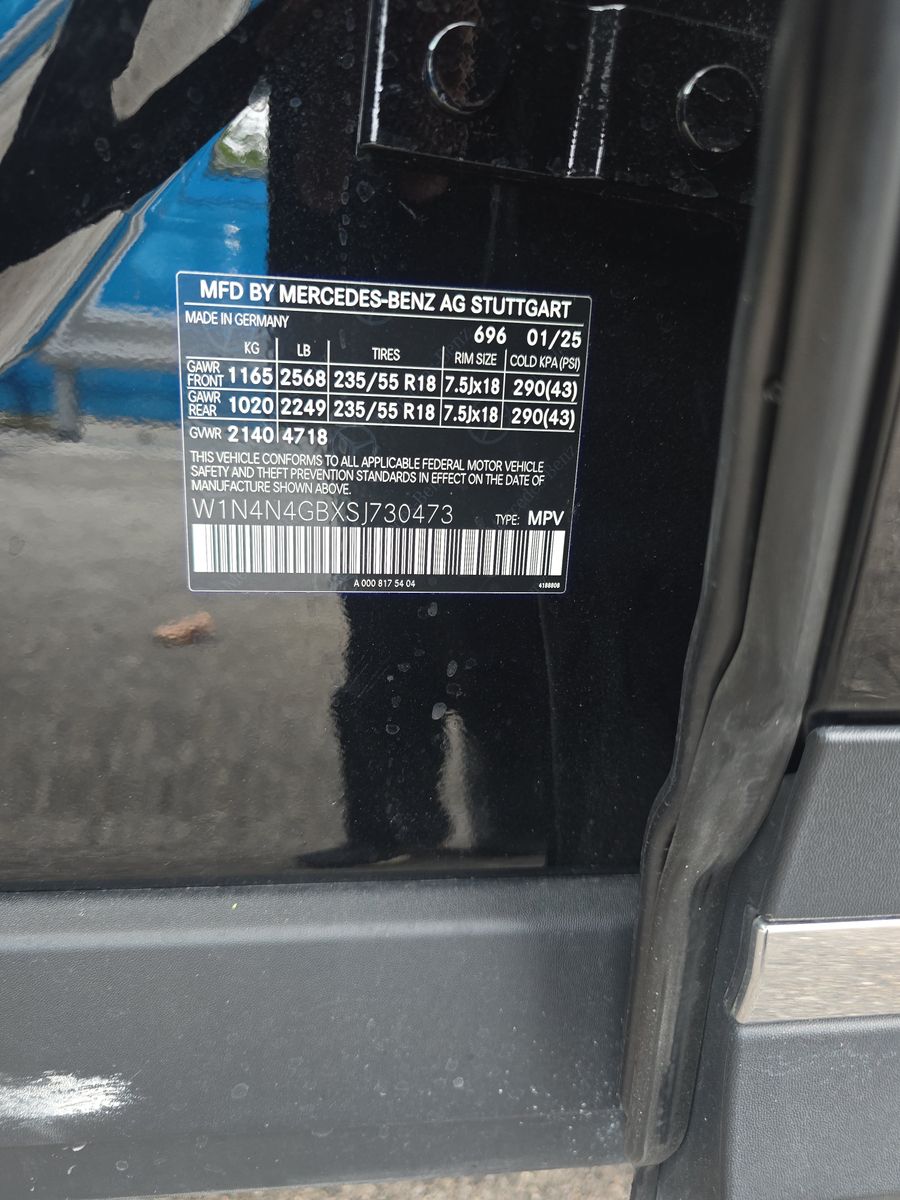 MFD BY MERCEDES-BENZ AG STUTTGART
MADE IN GERMANY 696 01/25
KG LB TIRES RIM SIZE COLD KPA (PSI)
GAWR FRONT 1165 2568 235/55 R18 7.5Jx18 290(43)
GAWR REAR 1020 2249 235/55 R18 7.5Jx18 290(43)
GVWR 2140 4718
THIS VEHICLE CONFORMS TO ALL APPLICABLE FEDERAL MOTOR VEHICLE
SAFETY AND THEFT PREVENTION STANDARDS IN EFFECT ON THE DATE OF
MANUFACTURE SHOWN ABOVE.
W1N4N4GBXSJ730473 TYPE: MPV
A 000 817 54 04 4188808